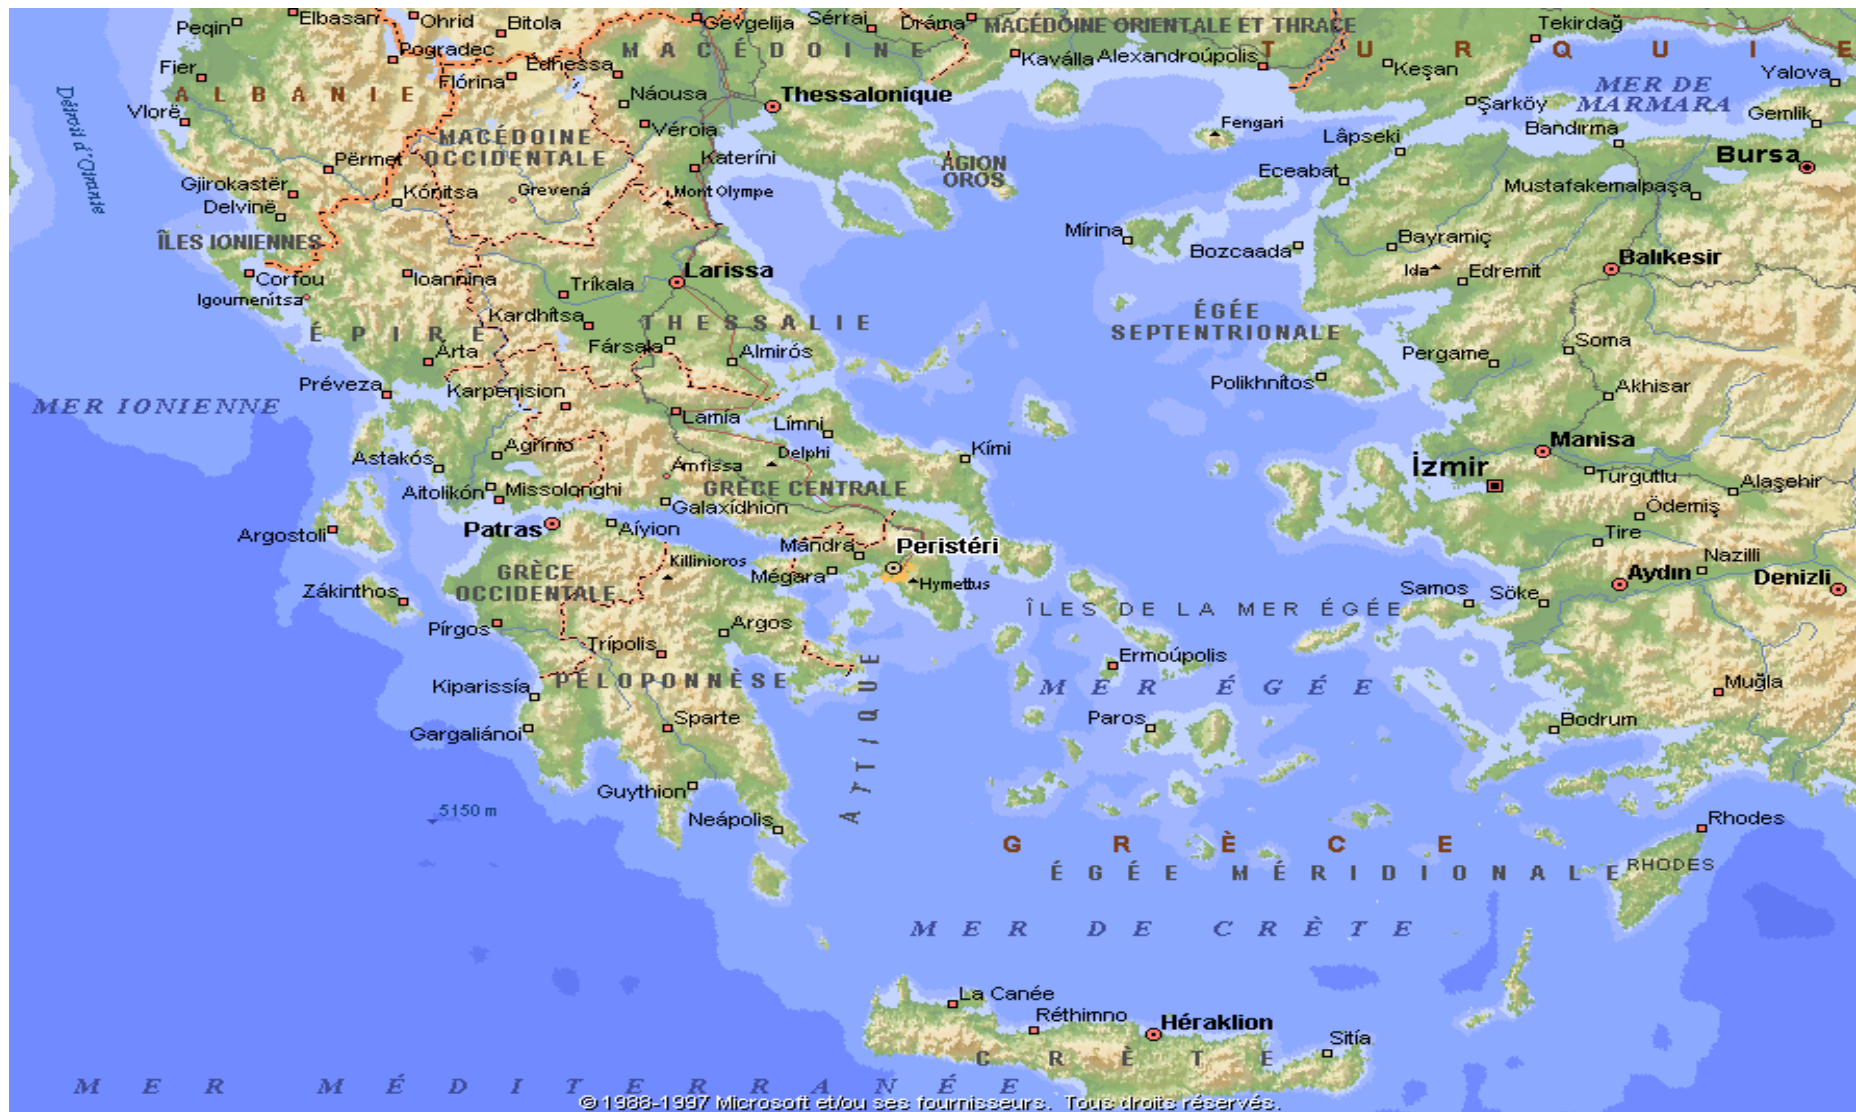 Elbasan
Ohrid
Bitola
Gevgelija
Sérrai
Dráma
MACÉDOINE ORIENTALE ET THRACE
Tekirdağ
Peqin
Pogradec
Edhessa
M A C É D O I N E
Kaválla
Alexandroúpolis
T U R Q U I E
Keşan
Yalova
Fier
Flórina
A L B A N I E
Náousa
Thessalonique
MER DE
MARMARA
Şarköy
Gemlik
Vlorë
Détroit d'Otrante
Véroia
Fengari
Lâpseki
Bandırma
MACÉDOINE
OCCIDENTALE
Përmet
Kateríni
AGION
OROS
Eceabat
Bursa
Gjirokastër
Kónitsa
Grevená
Mont Olympe
Mustafakemalpaşa
Delvinë
Mírina
Bozcaada
Bayramiç
ÎLES IONIENNES
Corfou
Ioannina
Larissa
Ida
Edremit
Balıkesir
Igoumenítsa
Tríkala
Kardhítsa
T H E S S A L I E
ÉGÉE
SEPTENTRIONALE
É P I R E
Fársala
Almirós
Soma
Árta
Pergame
Préveza
Karpenísion
Polikhnítos
Akhisar
MER IONIENNE
Lamía
Límni
Agrínio
Delphi
Kími
Manisa
Astakós
Ámfissa
İzmir
Turgutlu
Alaşehir
Aitolikón
Missolonghi
GRÈCE CENTRALE
Galaxídhion
Ödemiş
Argostoli
Patras
Aíyion
Tire
Mándra
Peristéri
Nazilli
Killinioros
Mégara
Hymettus
Aydın
Denizli
GRÈCE
OCCIDENTALE
Zákinthos
Samos
Söke
ÎLES DE LA MER ÉGÉE
Pírgos
Argos
Trípolis
Ermoúpolis
Kiparissía
PÉLOPONNÈSE
ATTIQUE
M E R É G É E
Muğla
Gargaliánoi
Sparte
Paros
Bodrum
Guythion
5150 m
Neápolis
Rhodes
G R È C E
É G É E M É R I D I O N A L E
RHODES
M E R D E C R È T E
La Canée
Réthimno
Héraklion
Sitía
C R È T E
M E R M É D I T E R R A N É E
© 1988-1997 Microsoft et/ou ses fournisseurs. Tous droits réservés.